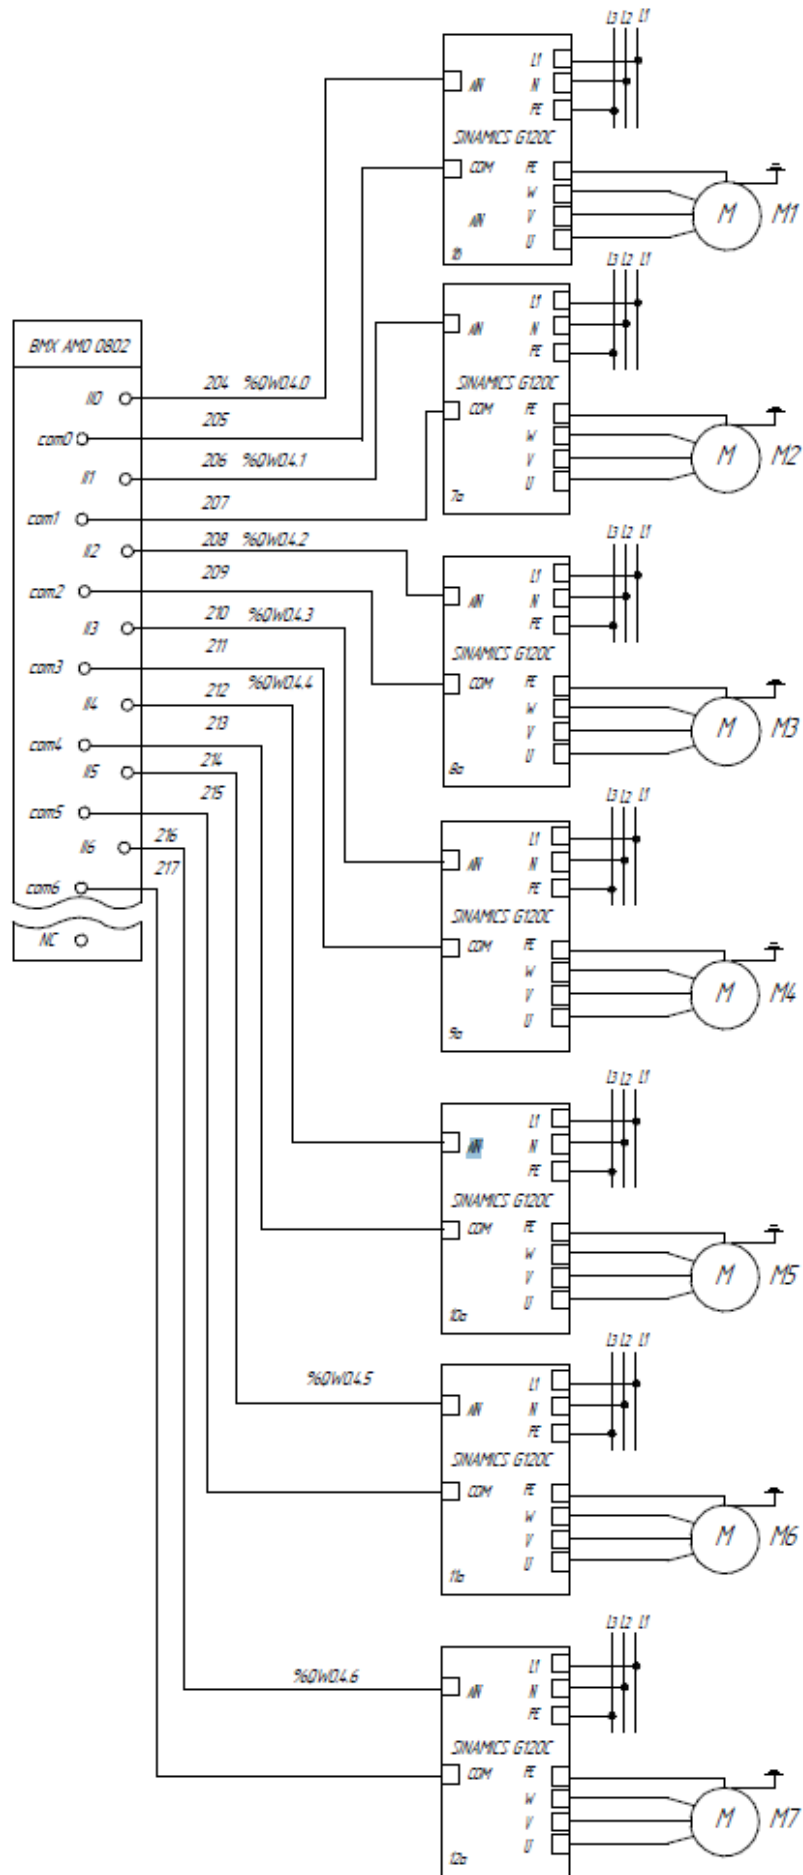 BMX AMO 0802
I10
com0
I11
com1
I12
com2
I13
com3
I14
com4
I15
com5
I16
com6
NC
204 %QW0.4.0
205
206 %QW0.4.1
207
208 %QW0.4.2
209
210 %QW0.4.3
211
212 %QW0.4.4
213
214
215
216
217
%QW0.4.5
%QW0.4.6
L3 L2 L1
AN
L1
N
PE
SINAMICS G120C
COM
PE
W
AN
V
U
1b
M
M1
L3 L2 L1
AN
L1
N
PE
SINAMICS G120C
COM
PE
W
V
U
7a
M
M2
L3 L2 L1
AN
L1
N
PE
SINAMICS G120C
COM
PE
W
V
U
8a
M
M3
L3 L2 L1
AN
L1
N
PE
SINAMICS G120C
COM
PE
W
V
U
9a
M
M4
L3 L2 L1
AN
L1
N
PE
SINAMICS G120C
COM
PE
W
V
U
10a
M
M5
L3 L2 L1
AN
L1
N
PE
SINAMICS G120C
COM
PE
W
V
U
11a
M
M6
L3 L2 L1
AN
L1
N
PE
SINAMICS G120C
COM
PE
W
V
U
12a
M
M7